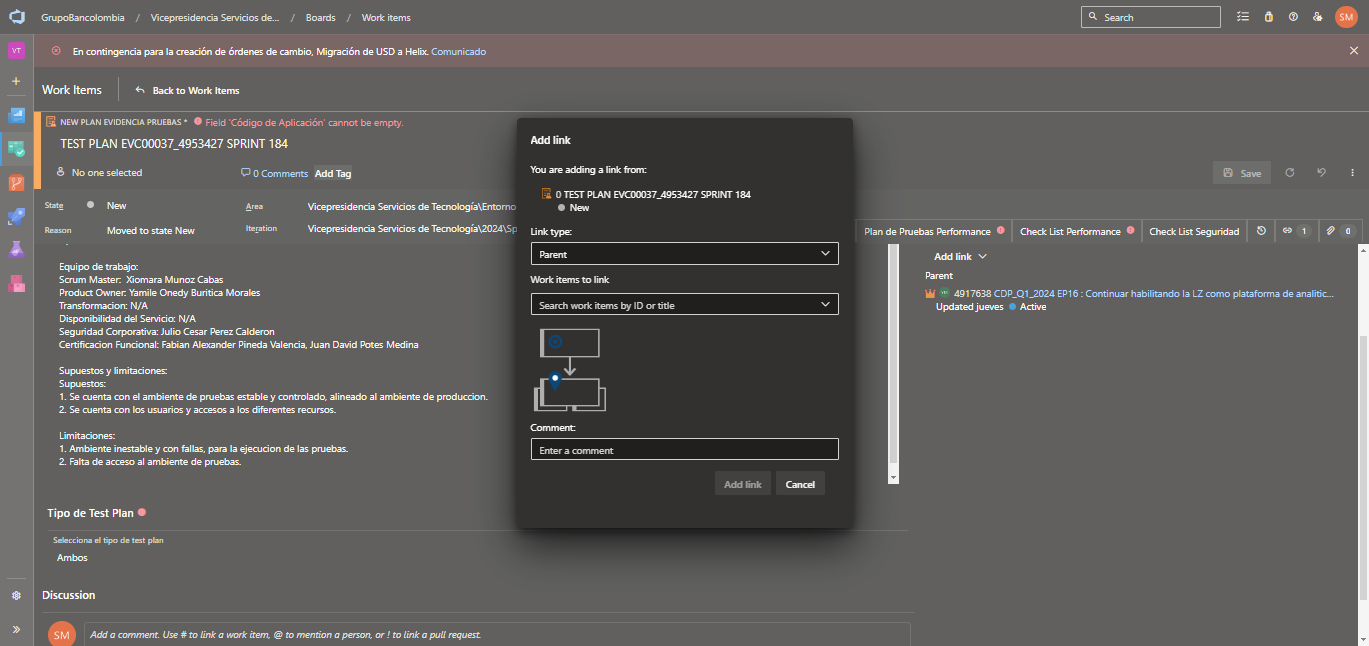 GrupoBancolombia / Vicepresidencia Servicios de... / Boards / Work items
Search
SM
VT
En contingencia para la creación de órdenes de cambio, Migración de USD a Helix. Comunicado
Work Items
Back to Work Items
NEW PLAN EVIDENCIA PRUEBAS * Field 'Código de Aplicación' cannot be empty.
TEST PLAN EVC00037_4953427 SPRINT 184
No one selected
0 Comments
Add Tag
Save
State
New
Area
Vicepresidencia Servicios de Tecnología\Entorno
Reason
Moved to state New
Iteration
Vicepresidencia Servicios de Tecnología\2024\Sp
Plan de Pruebas Performance
Check List Performance
Check List Seguridad
1
0
Equipo de trabajo:
Scrum Master: Xiomara Munoz Cabas
Product Owner: Yamile Onedy Buritica Morales
Transformacion: N/A
Disponibilidad del Servicio: N/A
Seguridad Corporativa: Julio Cesar Perez Calderon
Certificacion Funcional: Fabian Alexander Pineda Valencia, Juan David Potes Medina
Supuestos y limitaciones:
Supuestos:
1. Se cuenta con el ambiente de pruebas estable y controlado, alineado al ambiente de produccion.
2. Se cuenta con los usuarios y accesos a los diferentes recursos.
Limitaciones:
1. Ambiente inestable y con fallas, para la ejecucion de las pruebas.
2. Falta de acceso al ambiente de pruebas.
Tipo de Test Plan
Selecciona el tipo de test plan
Ambos
Discussion
SM
Add a comment. Use # to link a work item, @ to mention a person, or ! to link a pull request.
Add link
You are adding a link from:
0 TEST PLAN EVC00037_4953427 SPRINT 184
New
Link type:
Parent
Work items to link
Search work items by ID or title
Comment:
Enter a comment
Add link
Cancel
Add link
Parent
4917638 CDP_Q1_2024 EP16 : Continuar habilitando la LZ como plataforma de analitic...
Updated jueves
Active